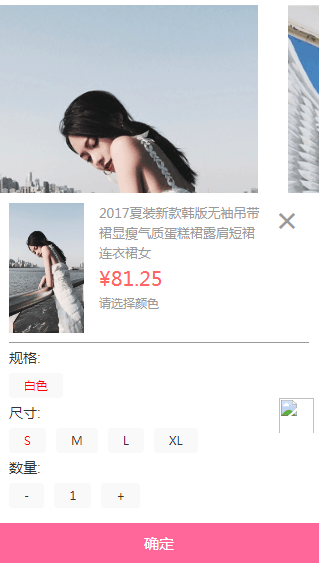 2017夏装新款韩版无袖吊带
裙显瘦气质蛋糕裙露肩短裙
连衣裙女
¥81.25
请选择颜色
规格:
白色
尺寸:
S M L XL
数量:
- 1 +
确定